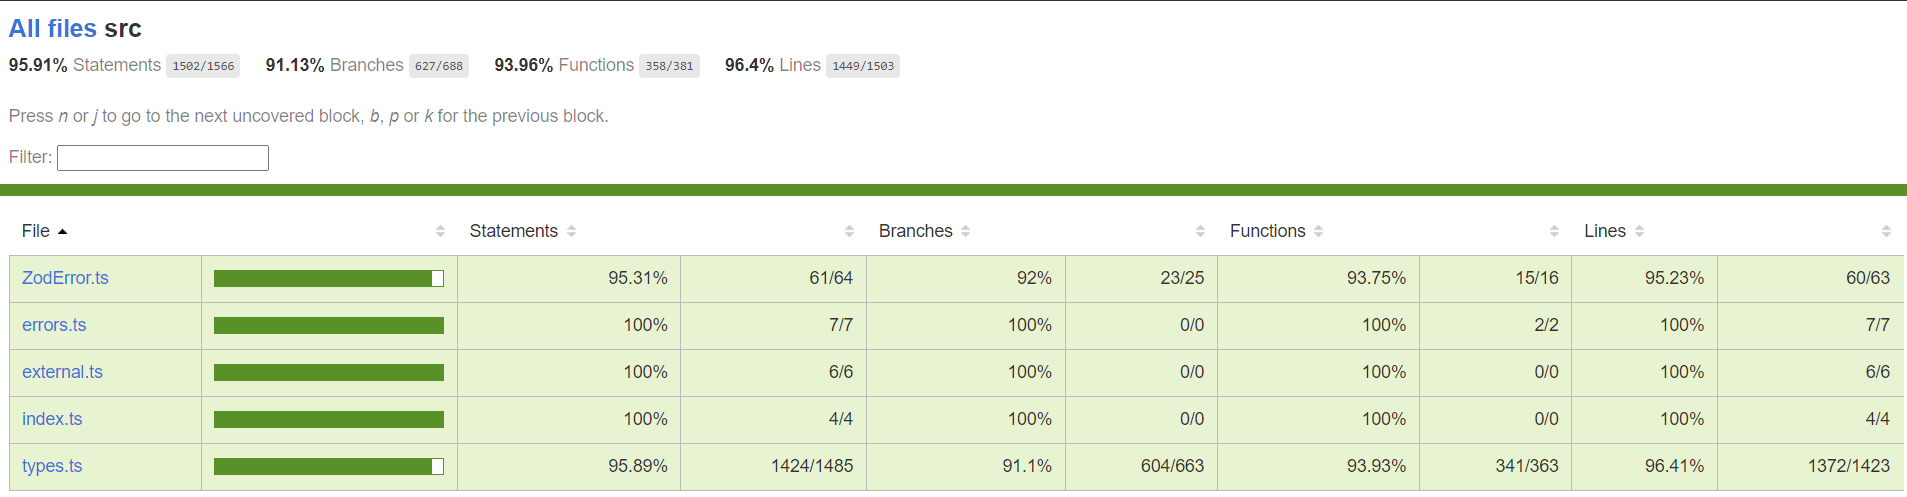 All files src
95.91% Statements 1502/1566 91.13% Branches 627/688 93.96% Functions 358/381 96.4% Lines 1449/1503
Press n or j to go to the next uncovered block, b, p or k for the previous block.
Filter:
File Statements Branches Functions Lines
ZodError.ts 95.31% 61/64 92% 23/25 93.75% 15/16 95.23% 60/63
errors.ts 100% 7/7 100% 0/0 100% 2/2 100% 7/7
external.ts 100% 6/6 100% 0/0 100% 0/0 100% 6/6
index.ts 100% 4/4 100% 0/0 100% 0/0 100% 4/4
types.ts 95.89% 1424/1485 91.1% 604/663 93.93% 341/363 96.41% 1372/1423